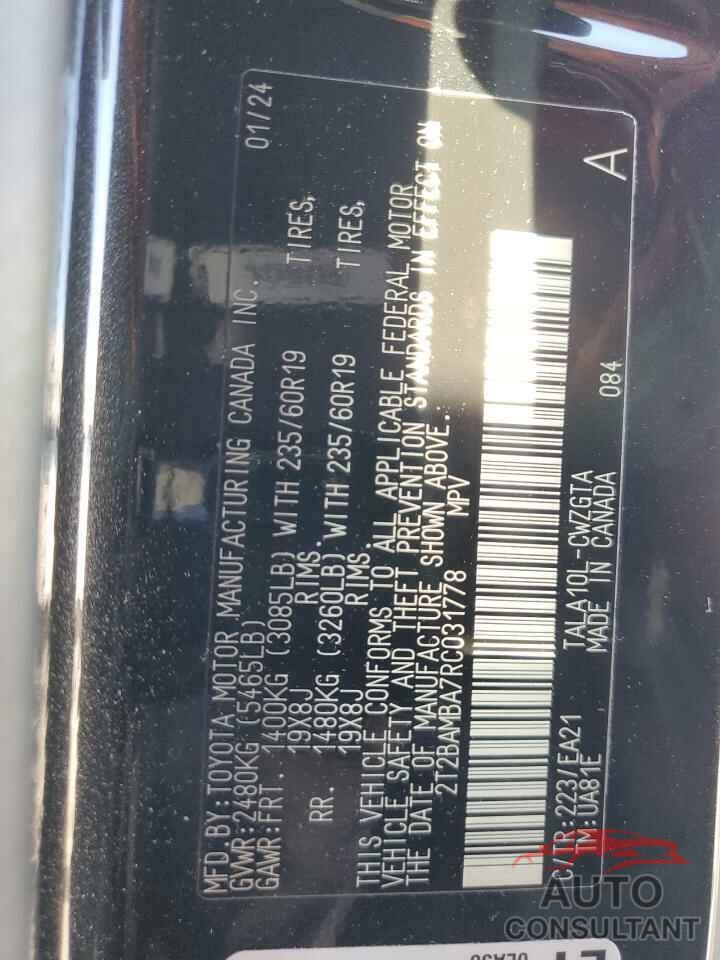 MFD.BY:TOYOTA MOTOR MANUFACTURING CANADA INC. 01/24
GVWR:2480KG (5465LB)
GAWR:FRT. 1400KG (3085LB) WITH 235/60R19 TIRES,
19X8J RIMS.
RR. 1480KG (3260LB) WITH 235/60R19 TIRES,
19X8J RIMS.
THIS VEHICLE CONFORMS TO ALL APPLICABLE FEDERAL MOTOR
VEHICLE SAFETY AND THEFT PREVENTION STANDARDS IN EFFECT ON
THE DATE OF MANUFACTURE SHOWN ABOVE.
2T2BAMBA7RC031778 MPV
C/TR:223/EA21 TALA10L-CWZGTA
TM:UA81E MADE IN CANADA
084 A
AUTO
CONSULTANT